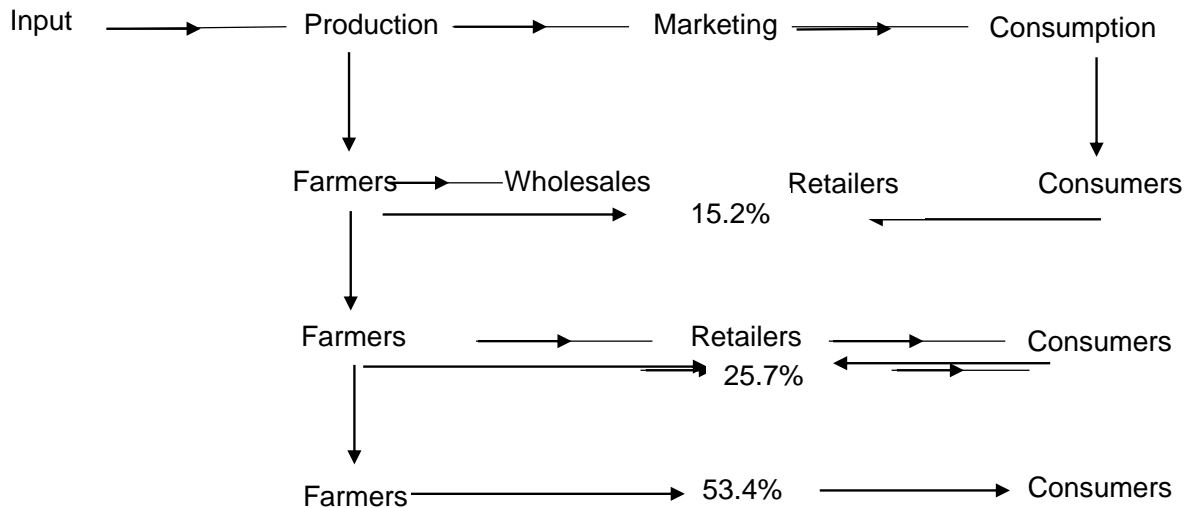 Input Production Marketing Consumption
Farmers Wholesales Retailers Consumers
15.2%
Farmers Retailers Consumers
25.7%
Farmers 53.4% Consumers